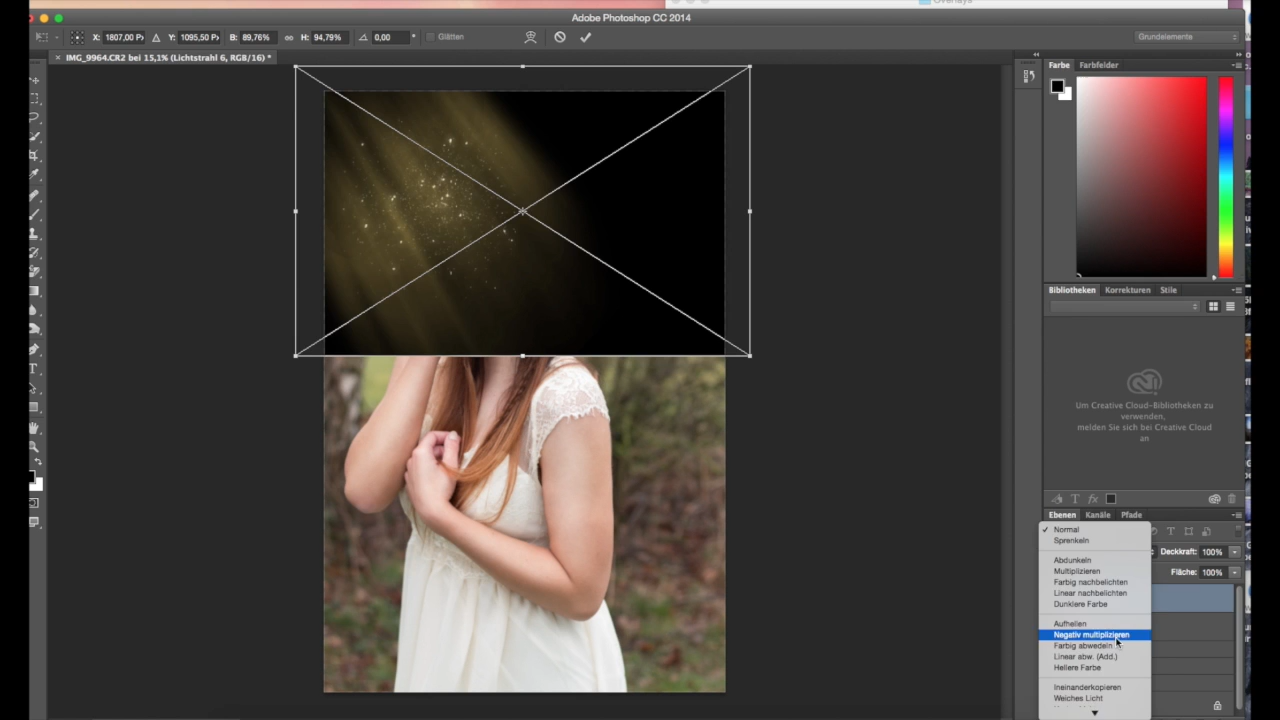 Overlays
Adobe Photoshop CC 2014
X: 1807,00 P> Y: 1095,50 P> B: 89,76% H: 94,79% 0,00 ° Glätten Grundelemente
× IMG_9964.CR2 bei 15,1% (Lichtstrahl 6, RGB/16) *
Farbe Farbfelder
Bibliotheken Korrekturen Stile
Um Creative Cloud-Bibliotheken zu
verwenden,
melden Sie sich bei Creative Cloud
an
T fx
Ebenen Kanäle Pfade
Normal
Sprenkeln
Deckkraft: 100%
Abdunkeln
Multiplizieren
Fläche: 100%
Farbig nachbelichten
Linear nachbelichten
Dunklere Farbe
Aufhellen
Negativ multiplizieren
Farbig abwedeln
Linear abw. (Add.)
Hellere Farbe
Ineinanderkopieren
Weiches Licht